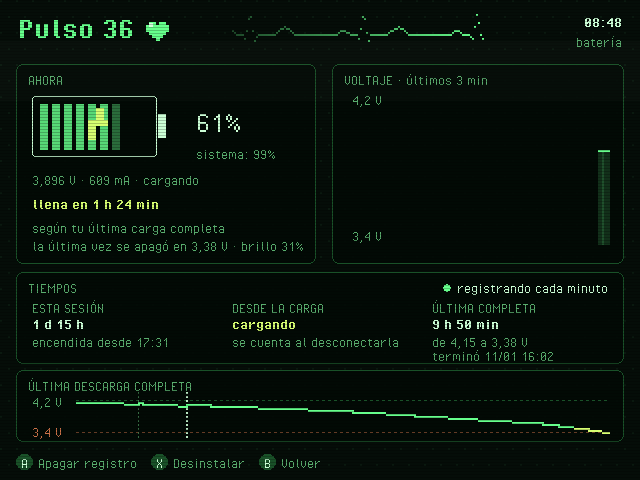 Pulso 36
08:48
batería
AHORA
61%
sistema: 99%
3,896 V · 609 mA · cargando
llena en 1 h 24 min
según tu última carga completa
la última vez se apagó en 3,38 V · brillo 31%
VOLTAJE · últimos 3 min
4,2 V
3,4 V
TIEMPOS
registrando cada minuto
ESTA SESIÓN
1 d 15 h
encendida desde 17:31
DESDE LA CARGA
cargando
se cuenta al desconectarla
ÚLTIMA COMPLETA
9 h 50 min
de 4,15 a 3,38 V
terminó 11/01 16:02
ÚLTIMA DESCARGA COMPLETA
4,2 V
3,4 V
A Apagar registro
X Desinstalar
B Volver